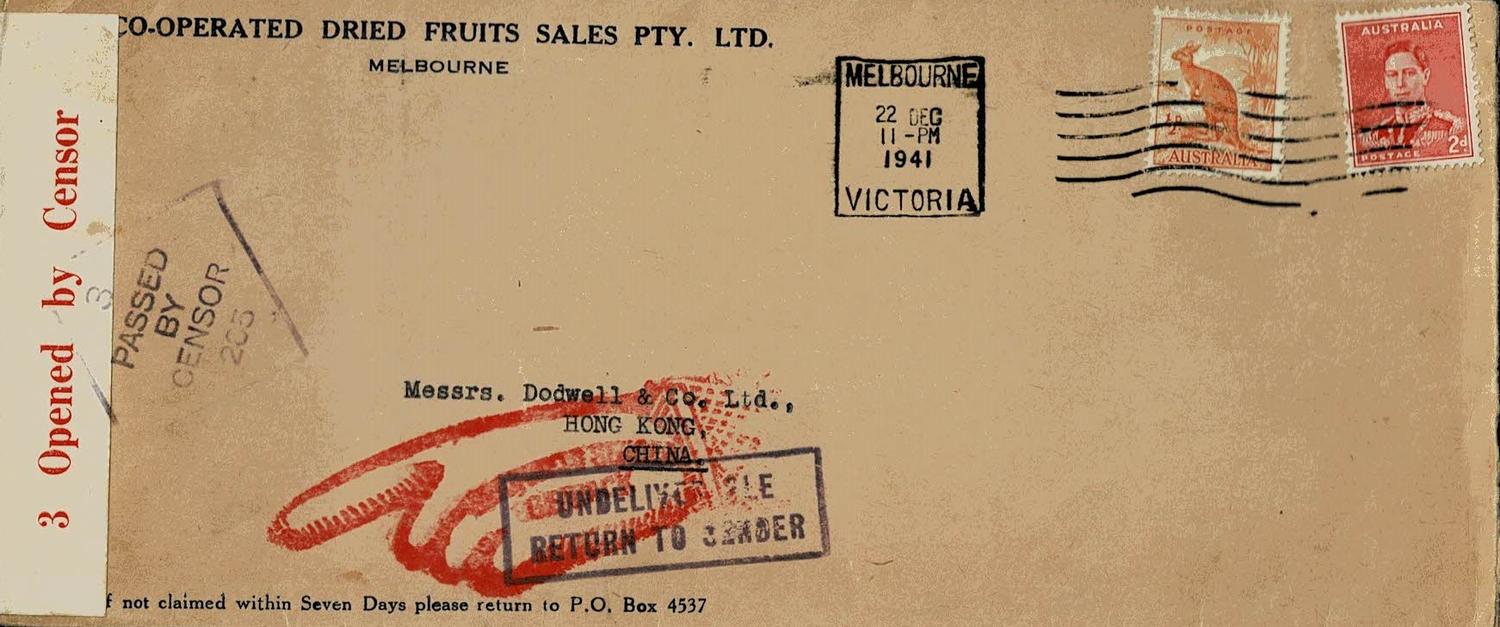 CO-OPERATED DRIED FRUITS SALES PTY. LTD.
MELBOURNE
MELBOURNE
22 DEC
11-PM
1941
VICTORIA
POSTAGE
½D
AUSTRALIA
AUSTRALIA
POSTAGE 2d
3 Opened by Censor
3
PASSED
BY
CENSOR
Messrs. Dodwell & Co. Ltd.,
HONG KONG,
CHINA.
RETURN TO SENDER
not claimed within Seven Days please return to P.O. Box 4537